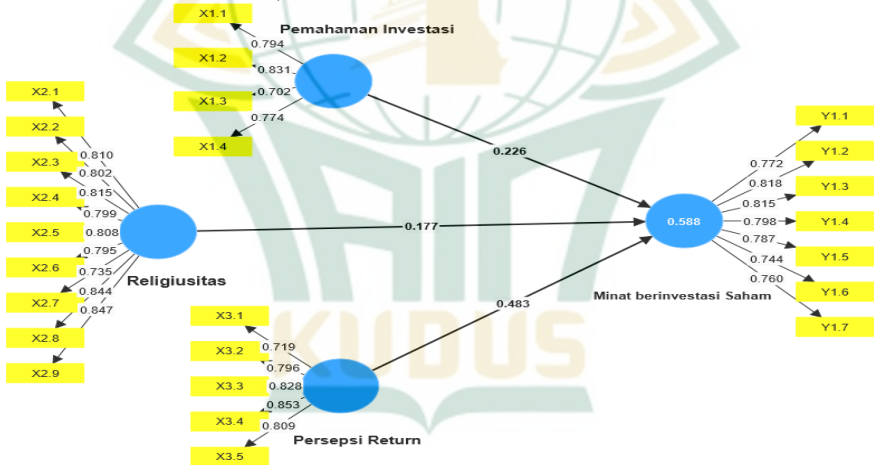 X1.1
Pemahaman Investasi
0.794
X1.2
0.831
X1.3
0.702
0.774
X1.4
X2.1
X2.2
0.810
X2.3
0.802
0.815
X2.4
0.799
X2.5
0.808
0.795
X2.6
0.735
X2.7
0.844
0.847
X2.8
X2.9
Religiusitas
0.226
0.177
0.483
X3.1
0.719
X3.2
0.796
X3.3
0.828
0.853
X3.4
0.809
X3.5
Persepsi Return
0.588
Minat berinvestasi Saham
Y1.1
0.772
Y1.2
0.818
0.815
Y1.3
0.798
Y1.4
0.787
Y1.5
0.744
0.760
Y1.6
Y1.7
IAIN
KUDUS